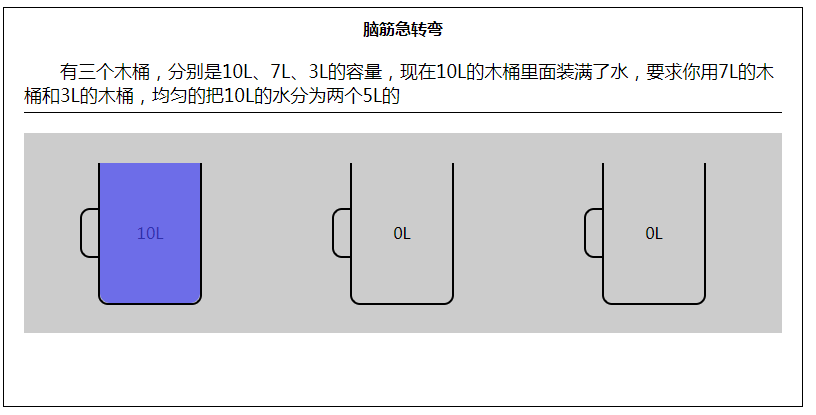 脑筋急转弯
有三个木桶，分别是10L、7L、3L的容量，现在10L的木桶里面装满了水，要求你用7L的木
桶和3L的木桶，均匀的把10L的水分为两个5L的
10L 0L 0L